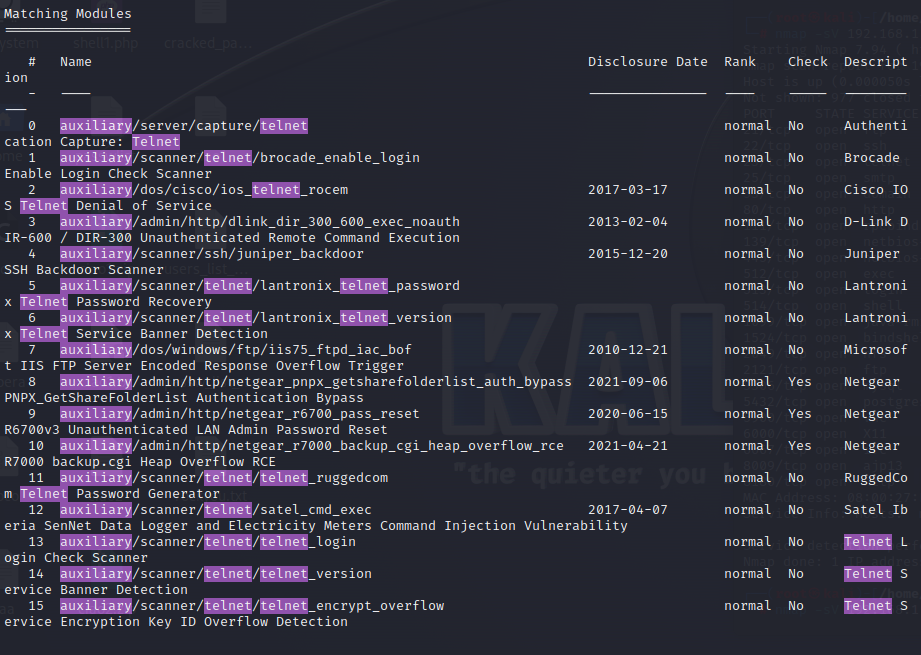 Matching Modules
================
# Name Disclosure Date Rank Check Descript
ion
- ---- --------------- ---- ----- --------
---
0 auxiliary/server/capture/telnet normal No Authenti
cation Capture: Telnet
1 auxiliary/scanner/telnet/brocade_enable_login normal No Brocade
Enable Login Check Scanner
2 auxiliary/dos/cisco/ios_telnet_rocem 2017-03-17 normal No Cisco IO
S Telnet Denial of Service
3 auxiliary/admin/http/dlink_dir_300_600_exec_noauth 2013-02-04 normal No D-Link D
IR-600 / DIR-300 Unauthenticated Remote Command Execution
4 auxiliary/scanner/ssh/juniper_backdoor 2015-12-20 normal No Juniper
SSH Backdoor Scanner
5 auxiliary/scanner/telnet/lantronix_telnet_password normal No Lantroni
x Telnet Password Recovery
6 auxiliary/scanner/telnet/lantronix_telnet_version normal No Lantroni
x Telnet Service Banner Detection
7 auxiliary/dos/windows/ftp/iis75_ftpd_iac_bof 2010-12-21 normal No Microsof
t IIS FTP Server Encoded Response Overflow Trigger
8 auxiliary/admin/http/netgear_pnpx_getsharefolderlist_auth_bypass 2021-09-06 normal Yes Netgear
PNPX_GetShareFolderList Authentication Bypass
9 auxiliary/admin/http/netgear_r6700_pass_reset 2020-06-15 normal Yes Netgear
R6700v3 Unauthenticated LAN Admin Password Reset
10 auxiliary/admin/http/netgear_r7000_backup_cgi_heap_overflow_rce 2021-04-21 normal Yes Netgear
R7000 backup.cgi Heap Overflow RCE
11 auxiliary/scanner/telnet/telnet_ruggedcom normal No RuggedCo
m Telnet Password Generator
12 auxiliary/scanner/telnet/satel_cmd_exec 2017-04-07 normal No Satel Ib
eria SenNet Data Logger and Electricity Meters Command Injection Vulnerability
13 auxiliary/scanner/telnet/telnet_login normal No Telnet L
ogin Check Scanner
14 auxiliary/scanner/telnet/telnet_version normal No Telnet S
ervice Banner Detection
15 auxiliary/scanner/telnet/telnet_encrypt_overflow normal No Telnet S
ervice Encryption Key ID Overflow Detection
shell1.php
cracked_pa...
KAL
"the quieter you